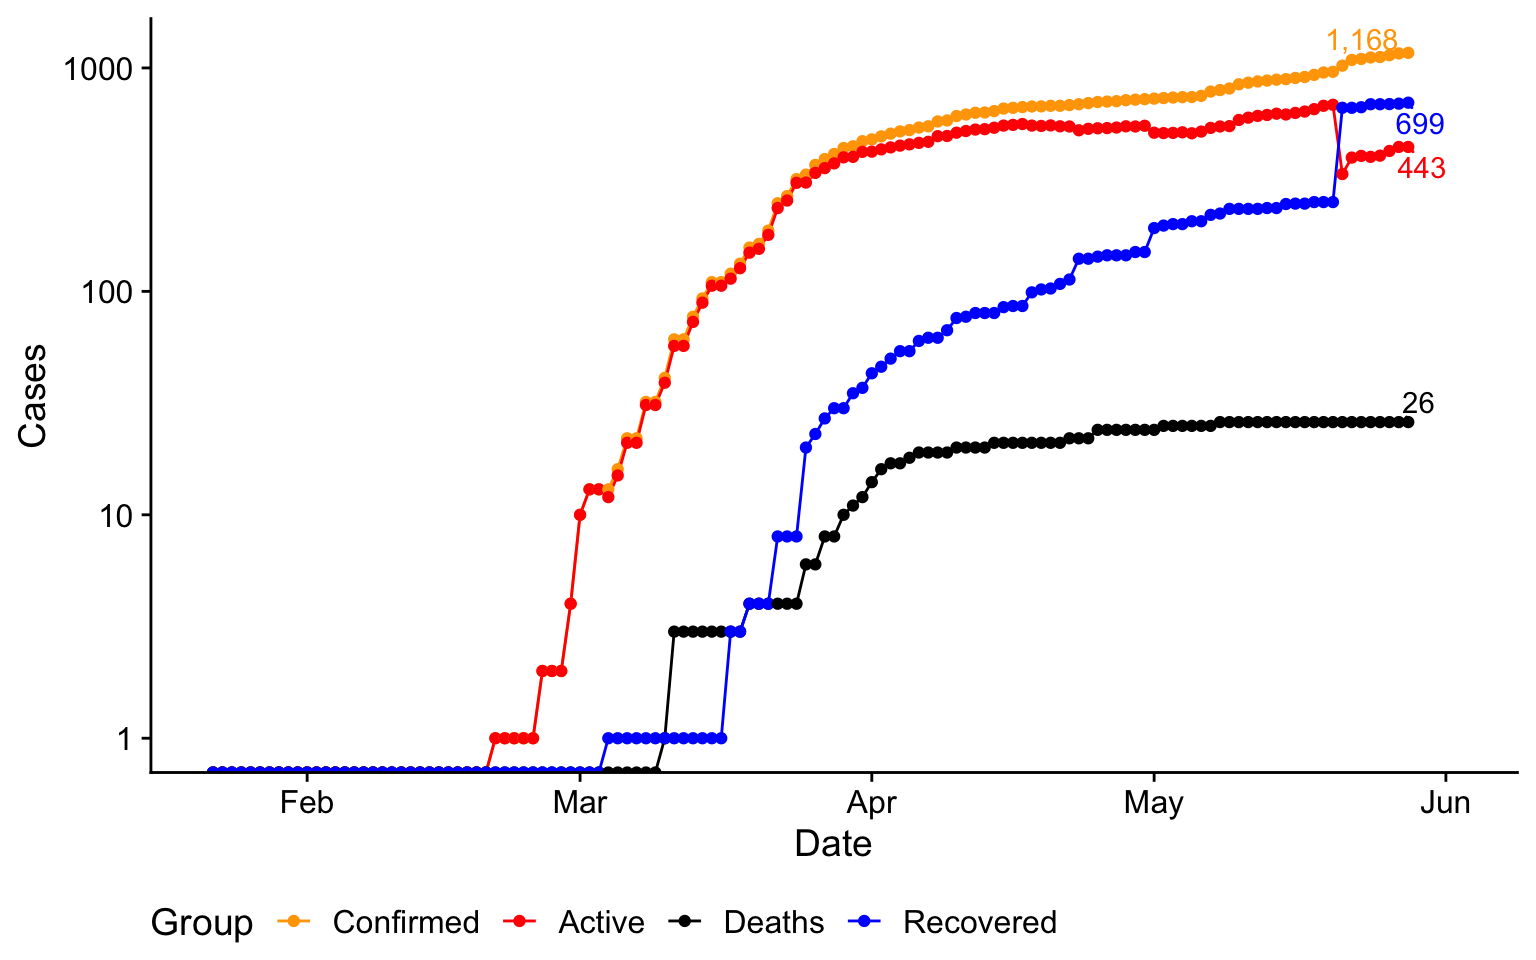 1,168
1000
699
443
100
Cases
26
10
1
Feb Mar Apr May Jun
Date
Group Confirmed Active Deaths Recovered